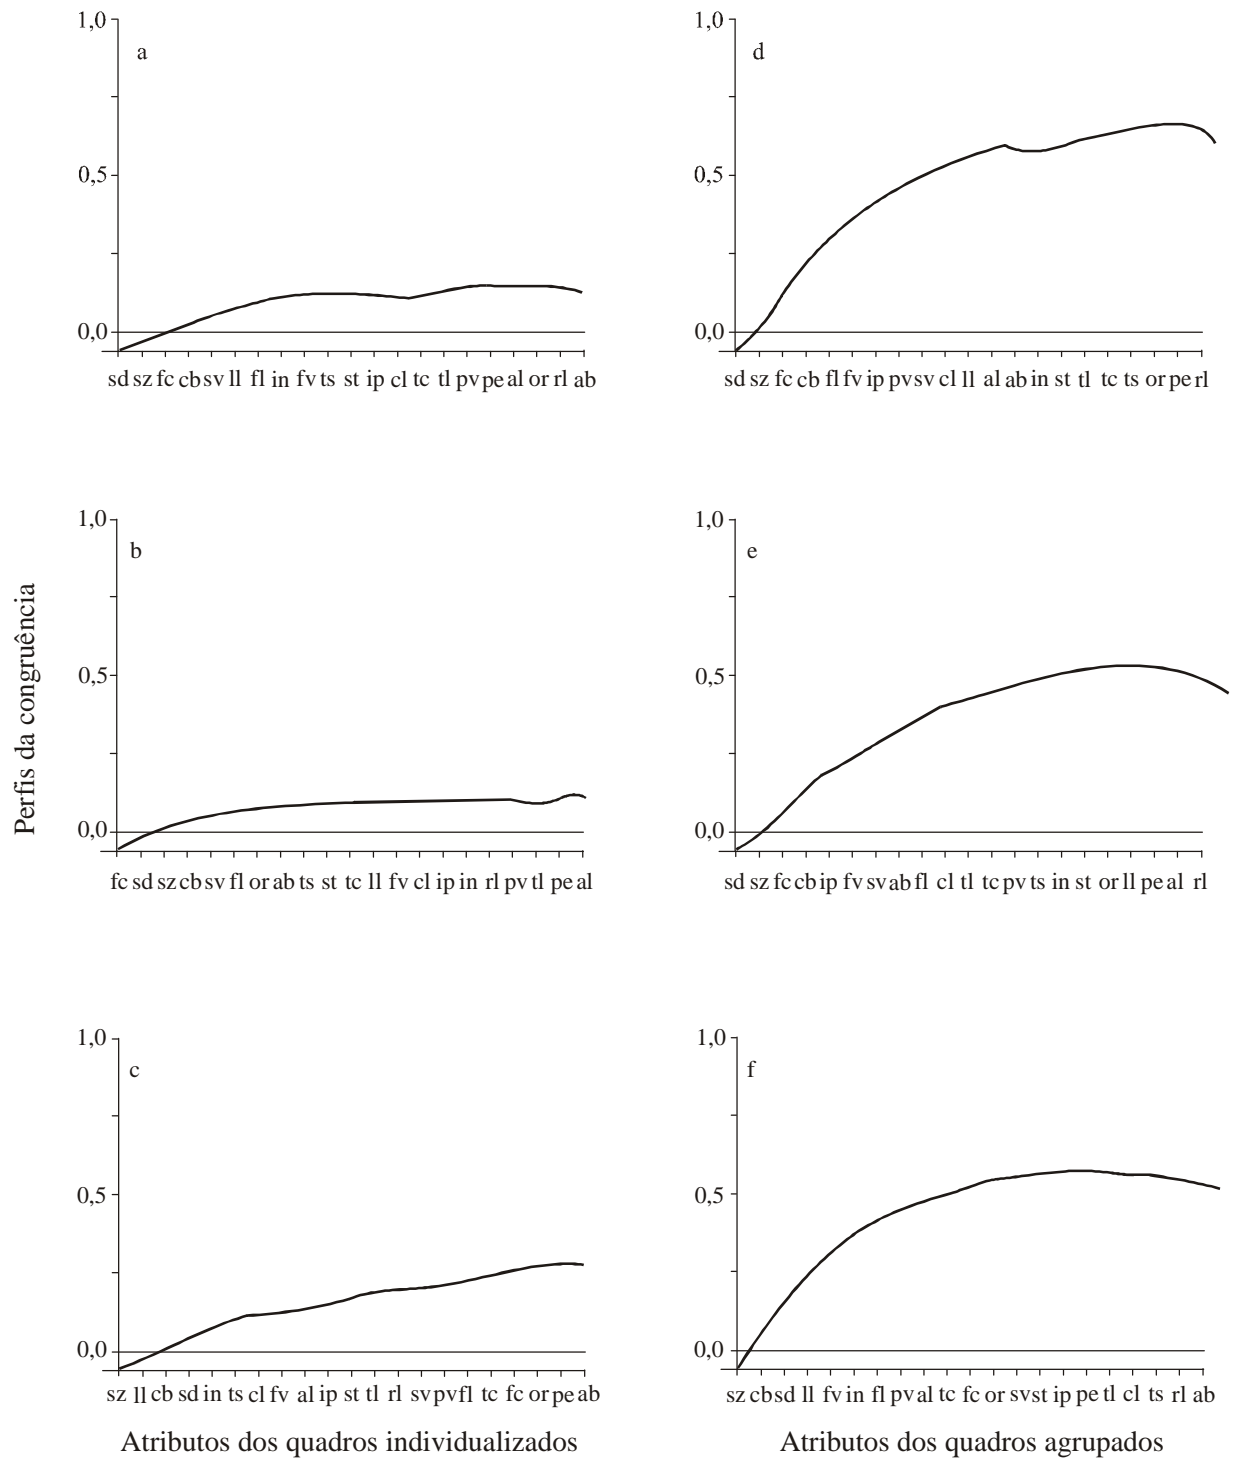 1,0
a
0,5
0,0
sd sz fc cb sv ll fl in fv ts st ip cl tc tl pv pe al or rl ab
1,0
d
0,5
0,0
sd sz fc cb fl fv ip pv sv cl ll al ab in st tl tc ts or pe rl
Perfis da congruência
1,0
b
0,5
0,0
fc sd sz cb sv fl or ab ts st tc ll fv cl ip in rl pv tl pe al
1,0
e
0,5
0,0
sd sz fc cb ip fv sv ab fl cl tl tc pv ts in st or ll pe al rl
1,0
c
0,5
0,0
sz ll cb sd in ts cl fv al ip st tl rl sv pv fl tc fc or pe ab
Atributos dos quadros individualizados
1,0
f
0,5
0,0
sz cb sd ll fv in fl pv al tc fc or sv st ip pe tl cl ts rl ab
Atributos dos quadros agrupados